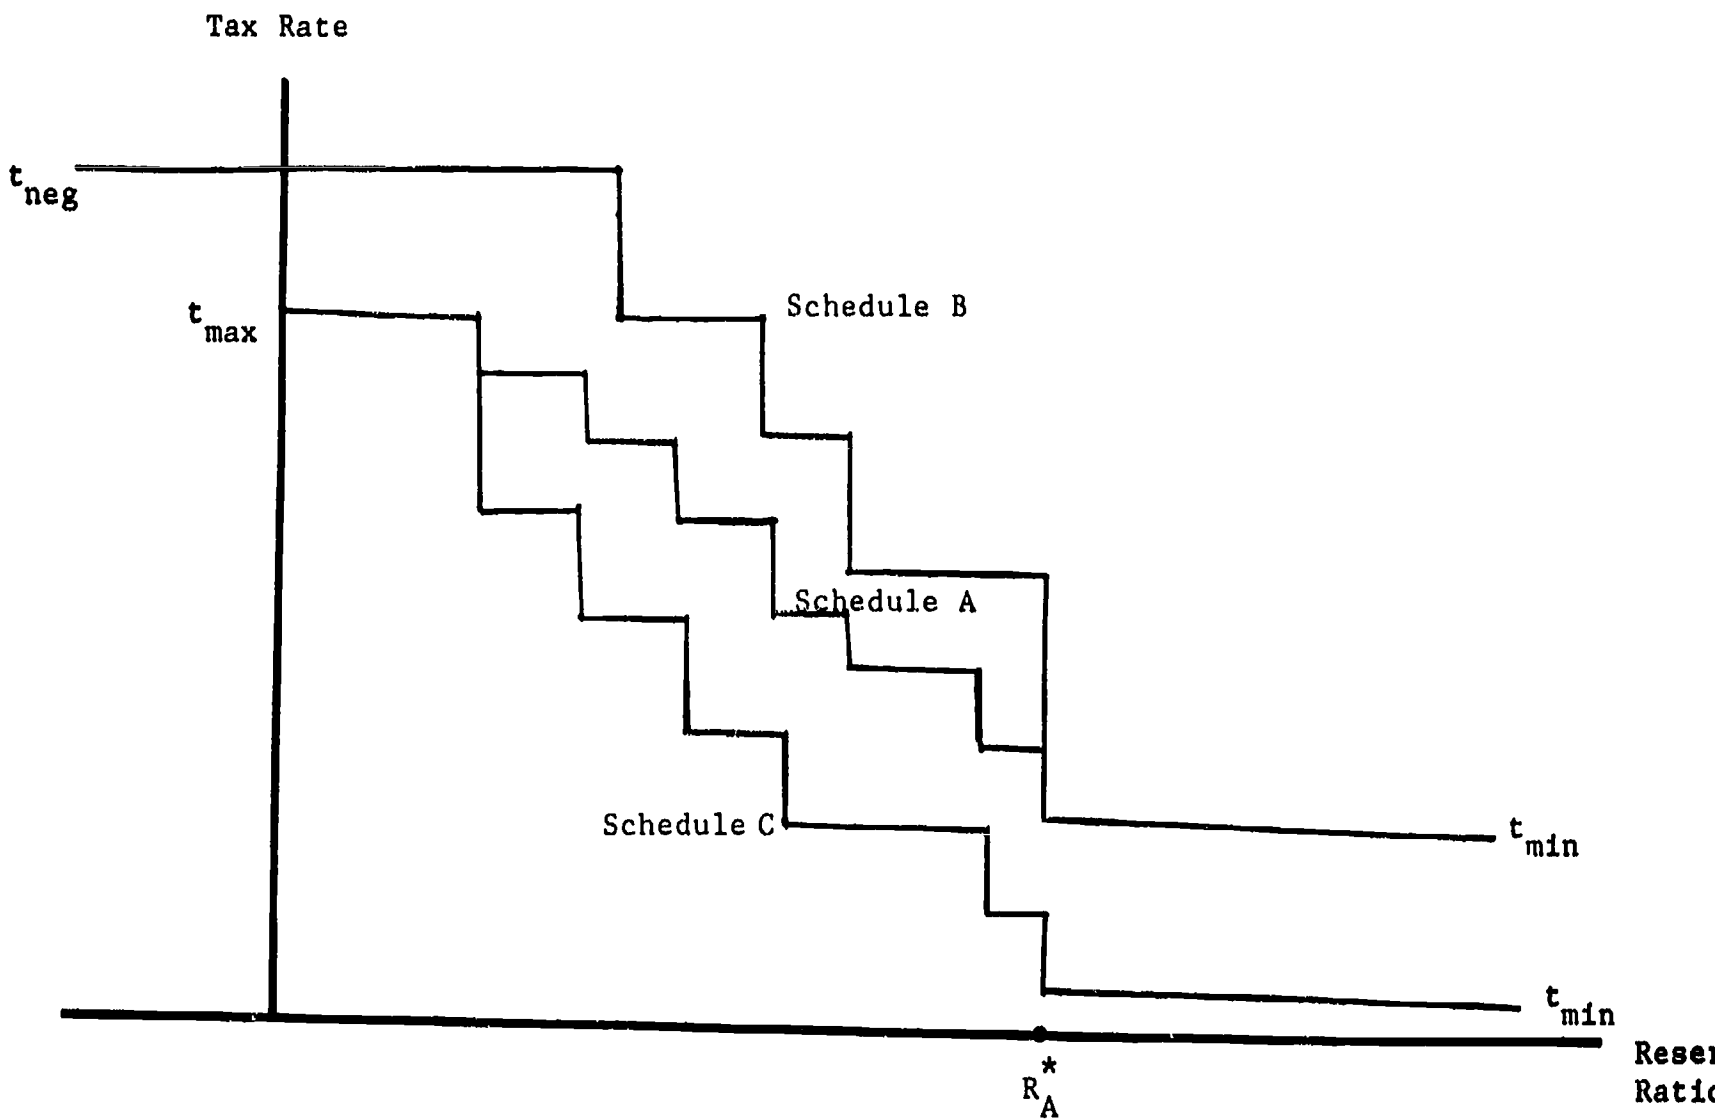 Tax Rate
t_neg
t_max
Schedule B
Schedule A
Schedule C
t_min
t_min
R*_A